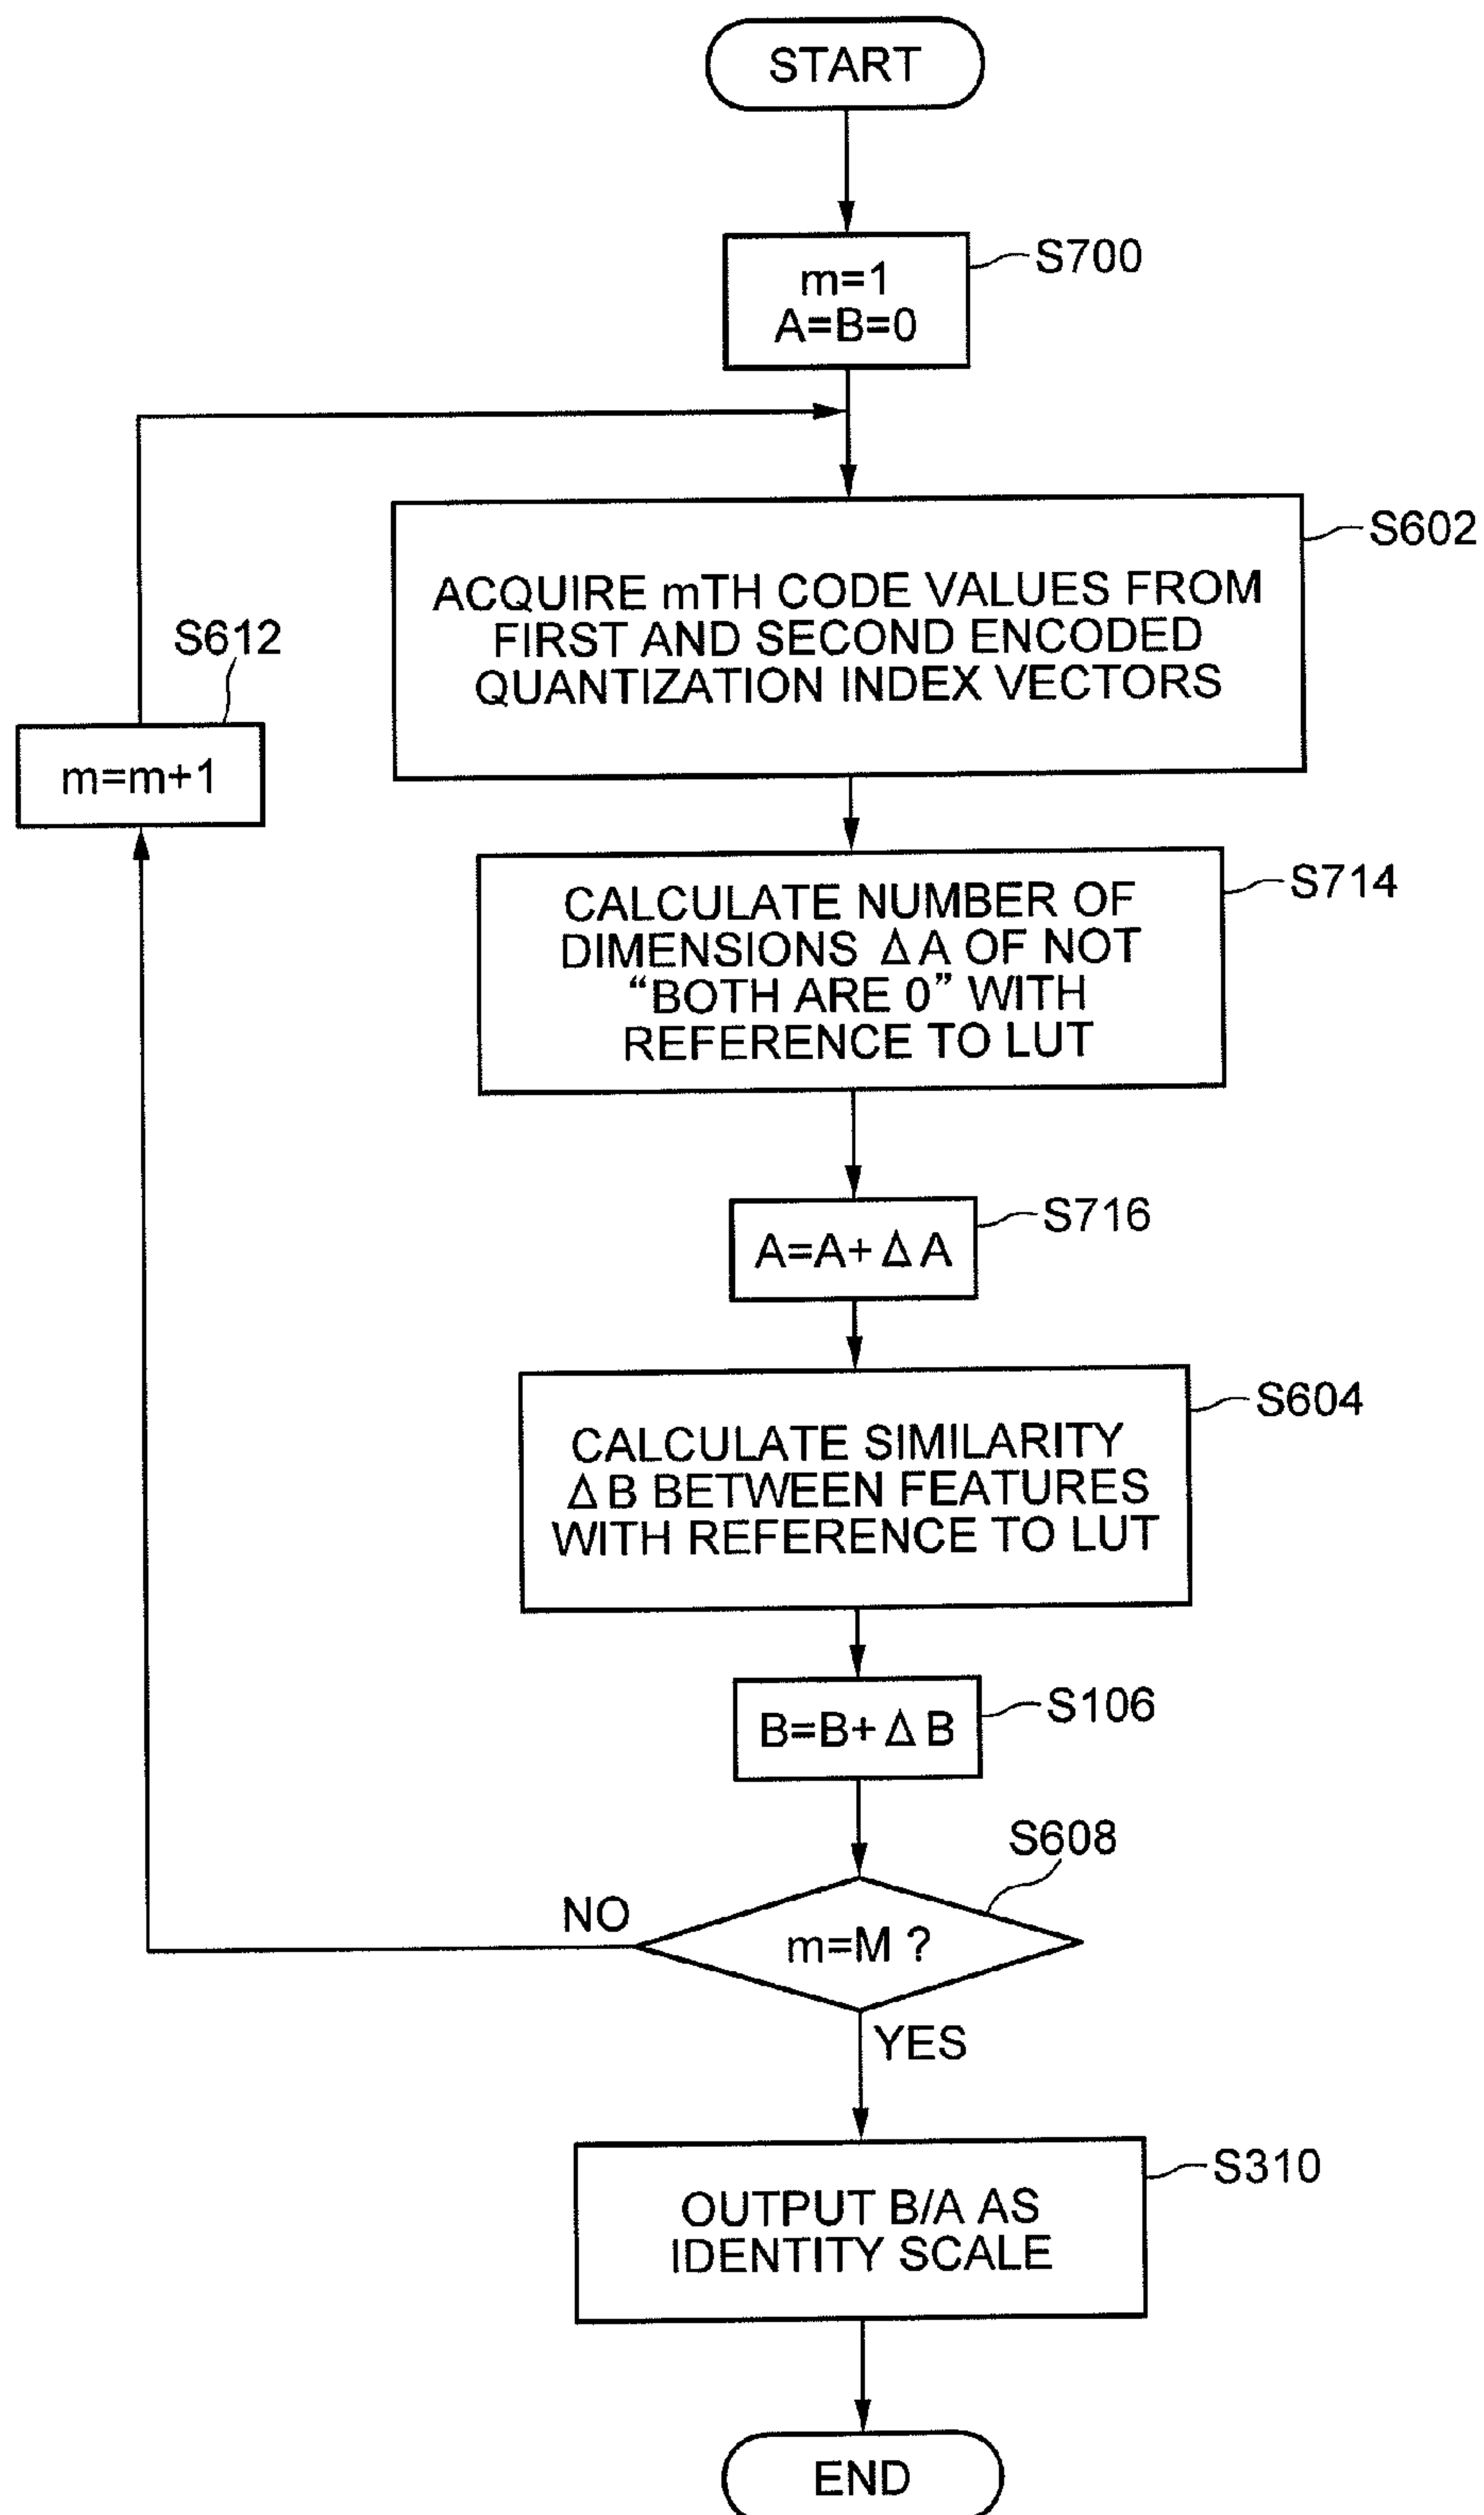 START
m=1
A=B=0
S700
ACQUIRE mTH CODE VALUES FROM
FIRST AND SECOND ENCODED
QUANTIZATION INDEX VECTORS
S602
S612
m=m+1
CALCULATE NUMBER OF
DIMENSIONS ΔA OF NOT
“BOTH ARE 0” WITH
REFERENCE TO LUT
S714
A=A+ΔA
S716
CALCULATE SIMILARITY
ΔB BETWEEN FEATURES
WITH REFERENCE TO LUT
S604
B=B+ΔB
S106
S608
NO
m=M ?
YES
OUTPUT B/A AS
IDENTITY SCALE
S310
END